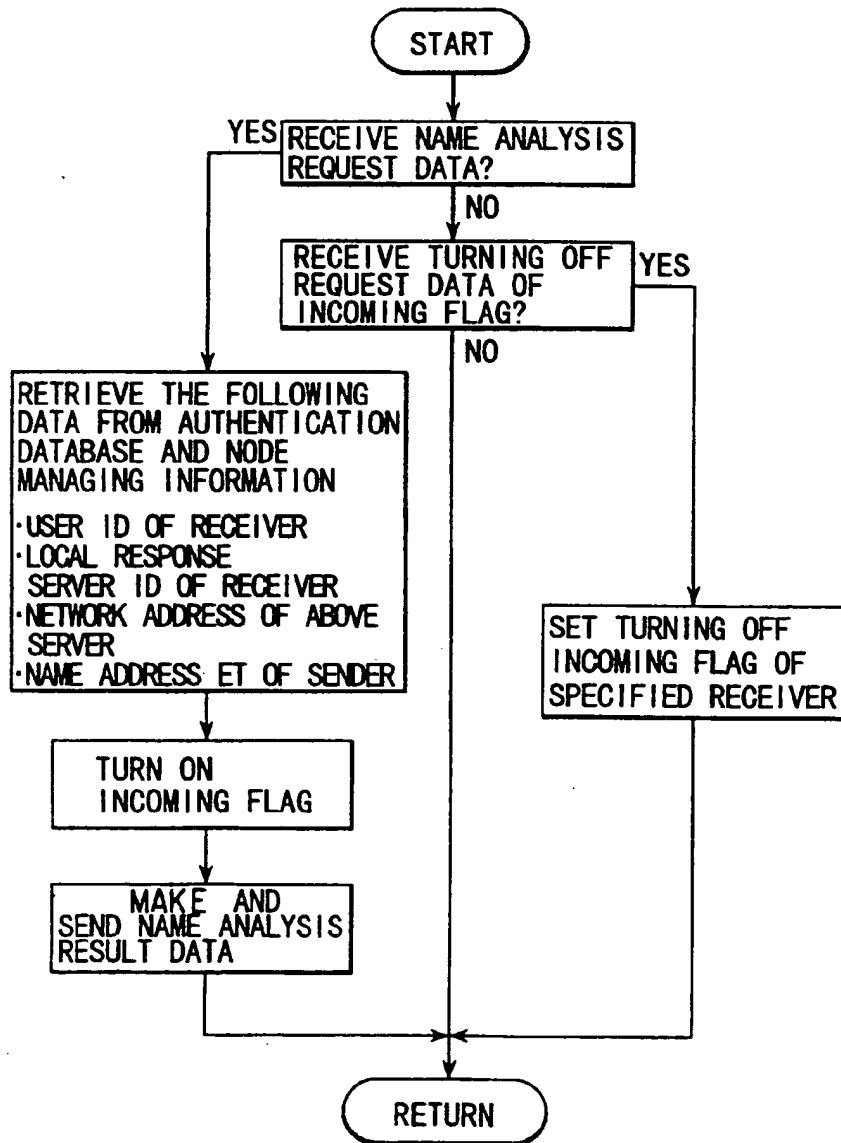 START
YES
RECEIVE NAME ANALYSIS
REQUEST DATA?
NO
RECEIVE TURNING OFF
REQUEST DATA OF
INCOMING FLAG?
YES
NO
RETRIEVE THE FOLLOWING
DATA FROM AUTHENTICATION
DATABASE AND NODE
MANAGING INFORMATION
·USER ID OF RECEIVER
·LOCAL RESPONSE
SERVER ID OF RECEIVER
·NETWORK ADDRESS OF ABOVE
SERVER
·NAME ADDRESS ET OF SENDER
SET TURNING OFF
INCOMING FLAG OF
SPECIFIED RECEIVER
TURN ON
INCOMING FLAG
MAKE AND
SEND NAME ANALYSIS
RESULT DATA
RETURN